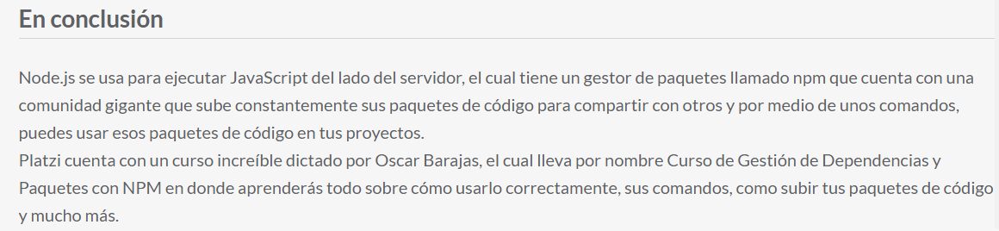 En conclusión
Node.js se usa para ejecutar JavaScript del lado del servidor, el cual tiene un gestor de paquetes llamado npm que cuenta con una
comunidad gigante que sube constantemente sus paquetes de código para compartir con otros y por medio de unos comandos,
puedes usar esos paquetes de código en tus proyectos.
Platzi cuenta con un curso increíble dictado por Oscar Barajas, el cual lleva por nombre Curso de Gestión de Dependencias y
Paquetes con NPM en donde aprenderás todo sobre cómo usarlo correctamente, sus comandos, como subir tus paquetes de código
y mucho más.